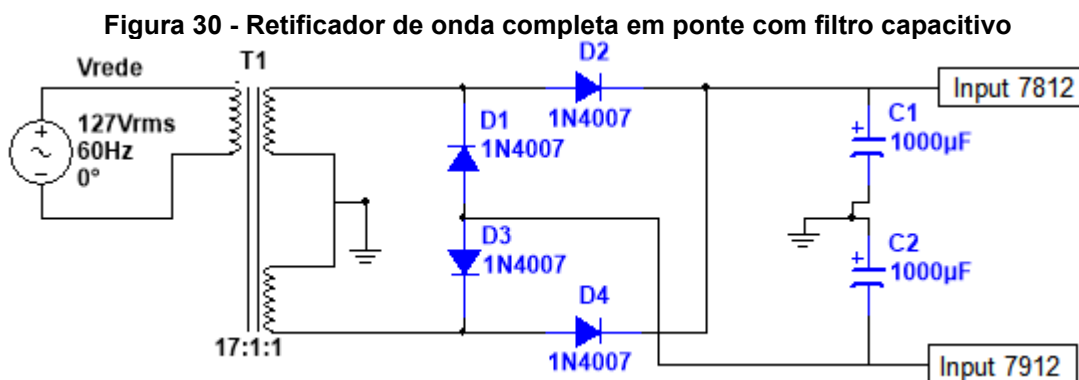 Figura 30 - Retificador de onda completa em ponte com filtro capacitivo
Vrede
127Vrms
60Hz
0°
T1
17:1:1
D2
1N4007
D1
1N4007
D3
1N4007
D4
1N4007
Input 7812
C1
1000µF
C2
1000µF
Input 7912